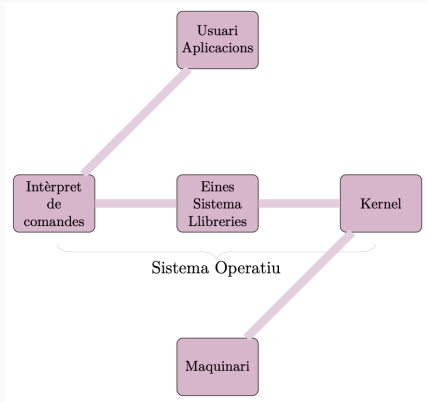 Usuari
Aplicacions
Intèrpret
de
comandes
Eines
Sistema
Llibreries
Kernel
Sistema Operatiu
Maquinari